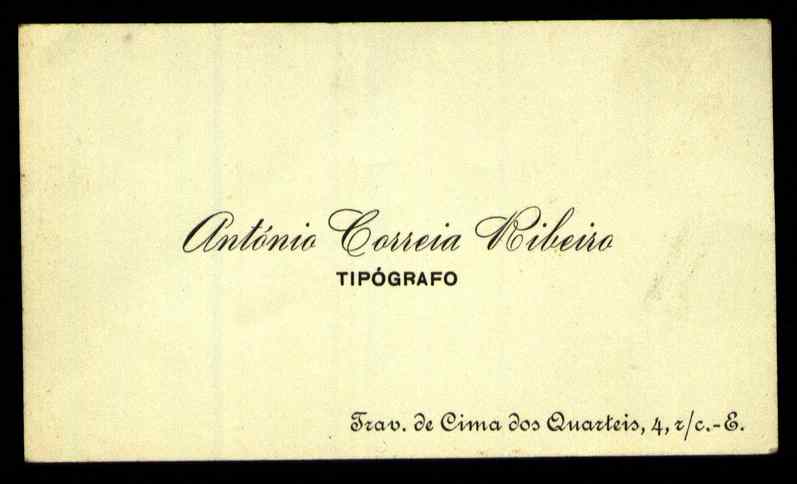 António Correia Ribeiro
TIPÓGRAFO
Trav. de Cima dos Quarteis, 4, r/c.-E.